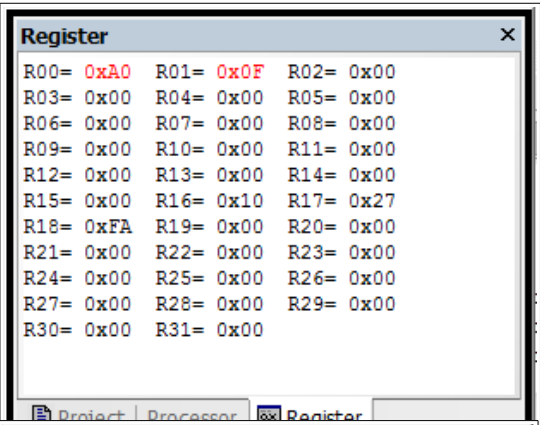 Register ×
R00= 0xA0 R01= 0x0F R02= 0x00
R03= 0x00 R04= 0x00 R05= 0x00
R06= 0x00 R07= 0x00 R08= 0x00
R09= 0x00 R10= 0x00 R11= 0x00
R12= 0x00 R13= 0x00 R14= 0x00
R15= 0x00 R16= 0x10 R17= 0x27
R18= 0xFA R19= 0x00 R20= 0x00
R21= 0x00 R22= 0x00 R23= 0x00
R24= 0x00 R25= 0x00 R26= 0x00
R27= 0x00 R28= 0x00 R29= 0x00
R30= 0x00 R31= 0x00
Project Processor Register